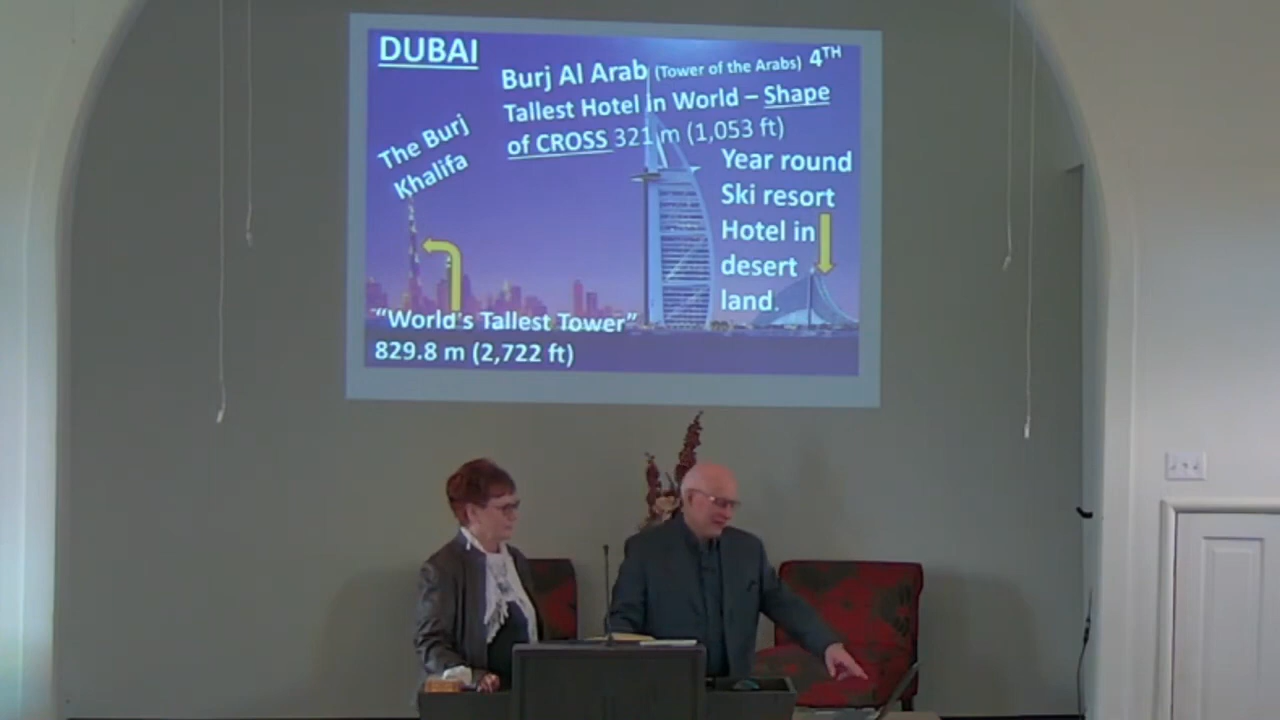 DUBAI
Burj Al Arab (Tower of the Arabs) 4TH
Tallest Hotel in World – Shape
of CROSS 321 m (1,053 ft)
The Burj
Khalifa
Year round
Ski resort
Hotel in
desert
land.
“World's Tallest Tower”
829.8 m (2,722 ft)